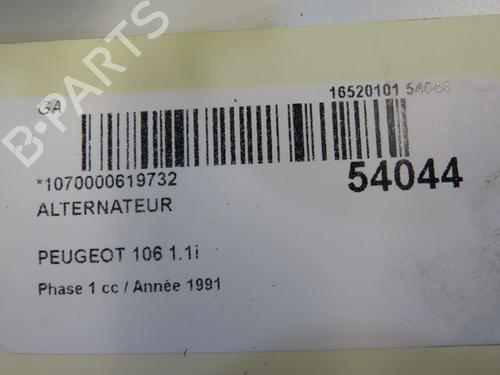 GA
16520101 54044
*1070000619732
54044
ALTERNATEUR
PEUGEOT 106 1.1i
Phase 1 cc / Année 1991
B-PARTS